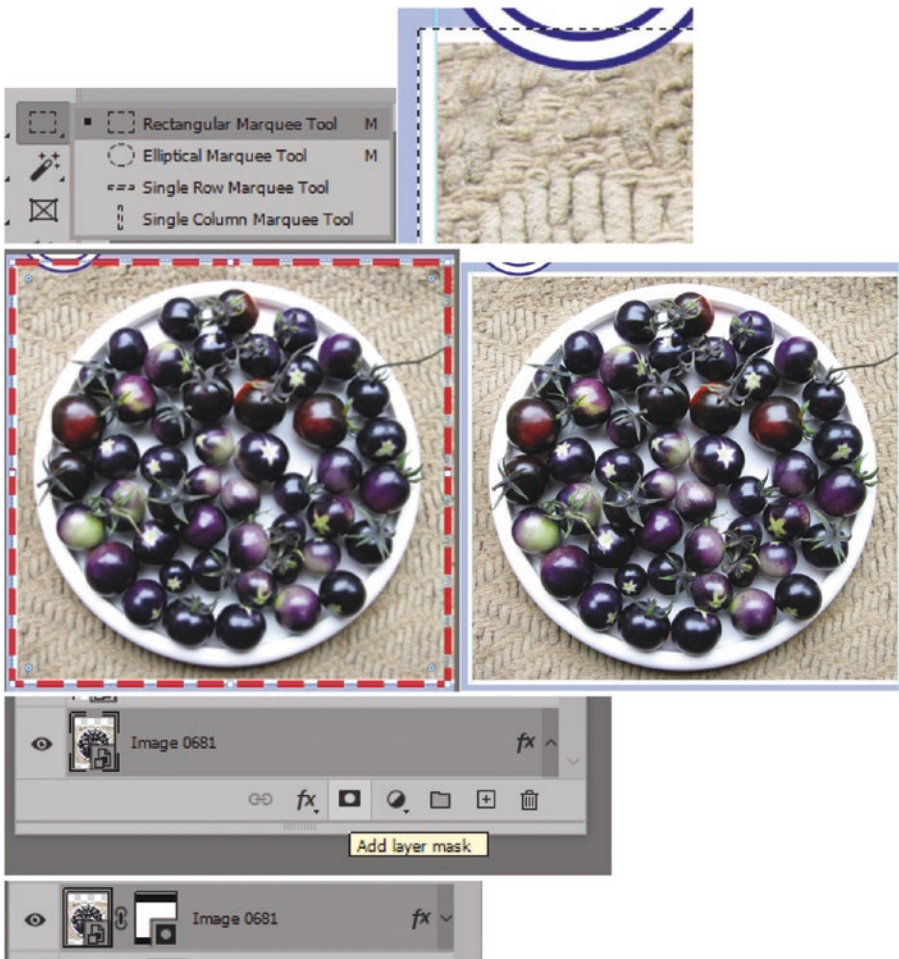 Rectangular Marquee Tool M
Elliptical Marquee Tool M
Single Row Marquee Tool
Single Column Marquee Tool
Image 0681 fx
fx
Add layer mask
Image 0681 fx